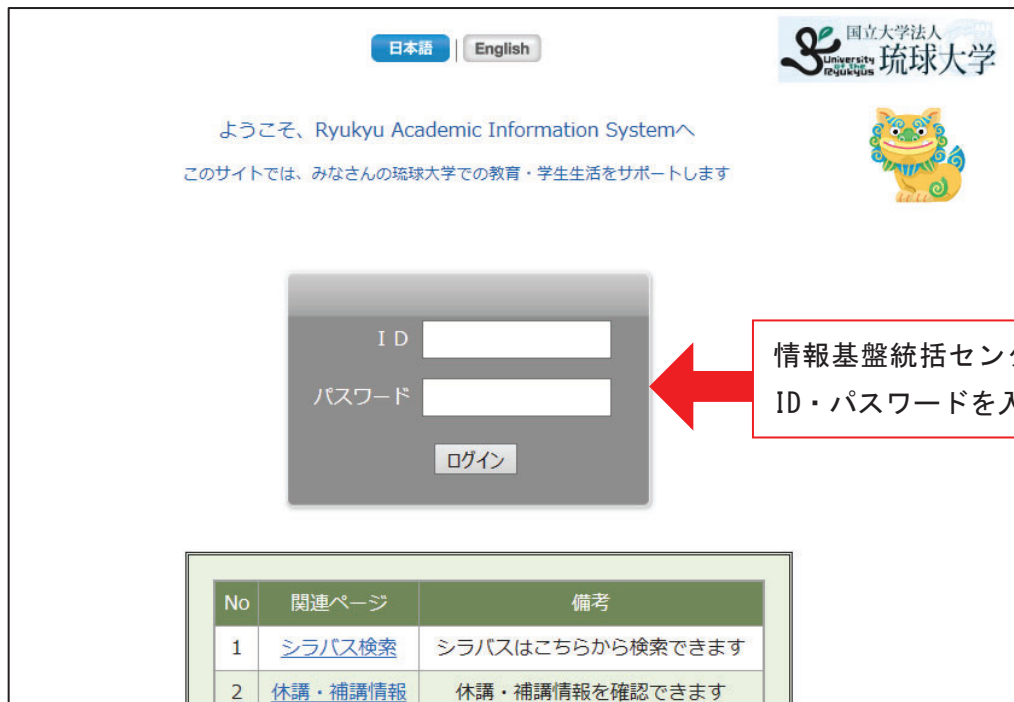 日本語 | English
国立大学法人
University of the Ryukyus 琉球大学
ようこそ、Ryukyu Academic Information Systemへ
このサイトでは、みなさんの琉球大学での教育・学生生活をサポートします
ＩＤ
パスワード
ログイン
情報基盤統括セン
ID・パスワードを入
No 関連ページ 備考
1 シラバス検索 シラバスはこちらから検索できます
2 休講・補講情報 休講・補講情報を確認できます